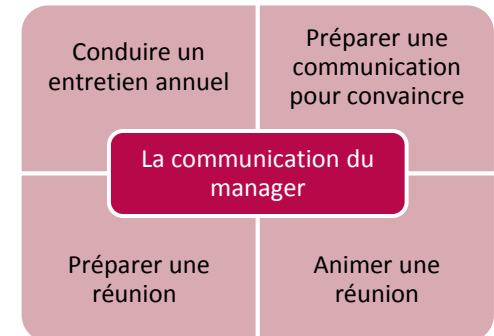 Conduire un
entretien annuel
Préparer une
communication
pour convaincre
La communication du
manager
Préparer une
réunion
Animer une
réunion